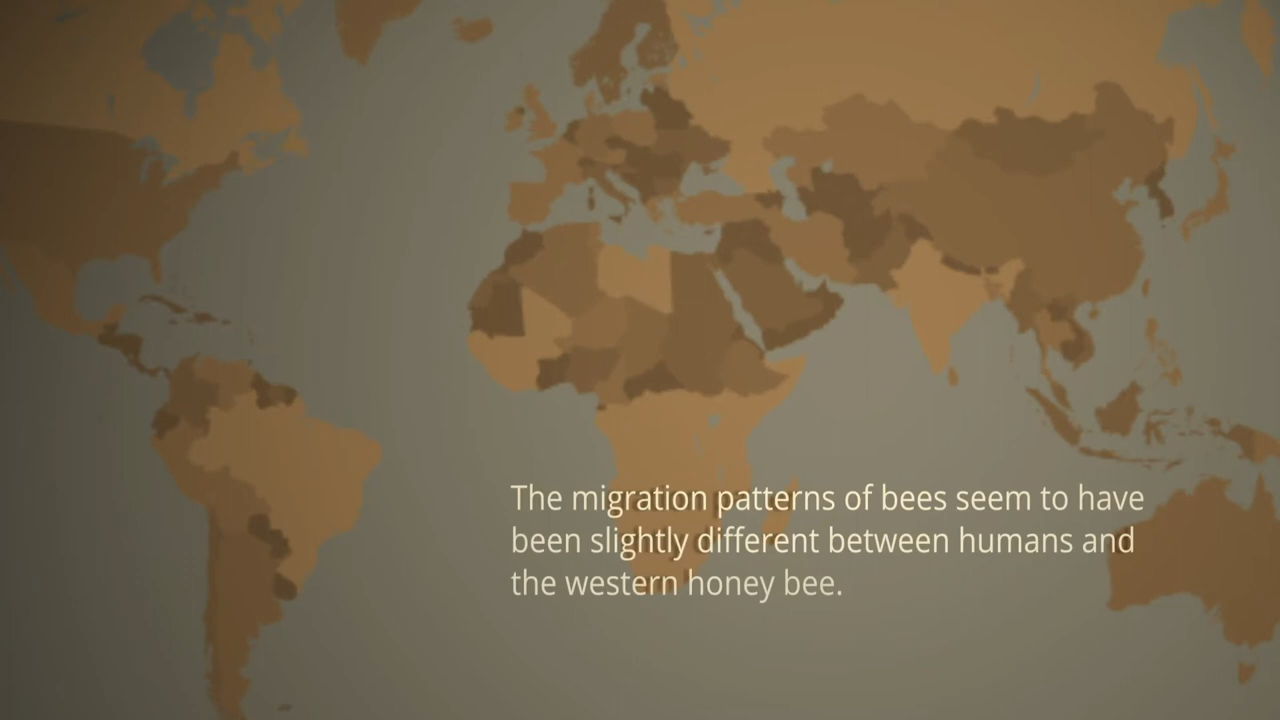 The migration patterns of bees seem to have
been slightly different between humans and
the western honey bee.